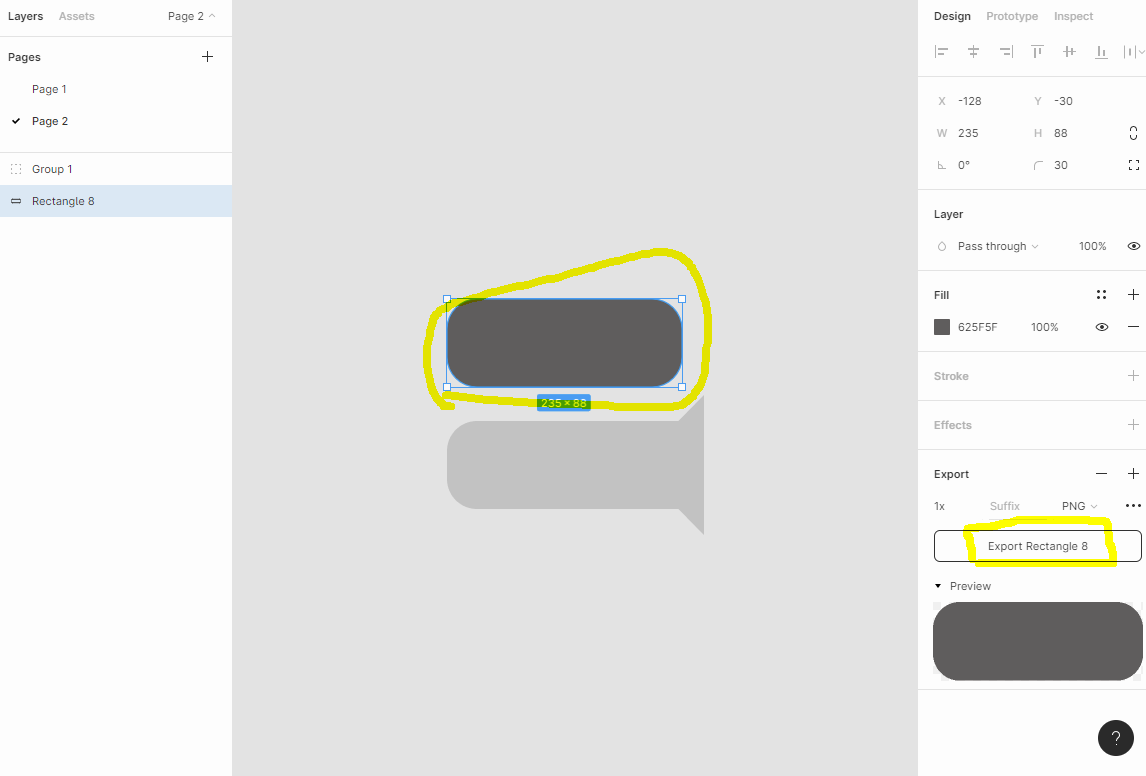 Layers Assets Page 2
Pages
Page 1
Page 2
Group 1
Rectangle 8
235 × 88
Design Prototype Inspect
X -128 Y -30
W 235 H 88
0° 30
Layer
Pass through 100%
Fill
625F5F 100%
Stroke
Effects
Export
1x Suffix PNG
Export Rectangle 8
Preview
?